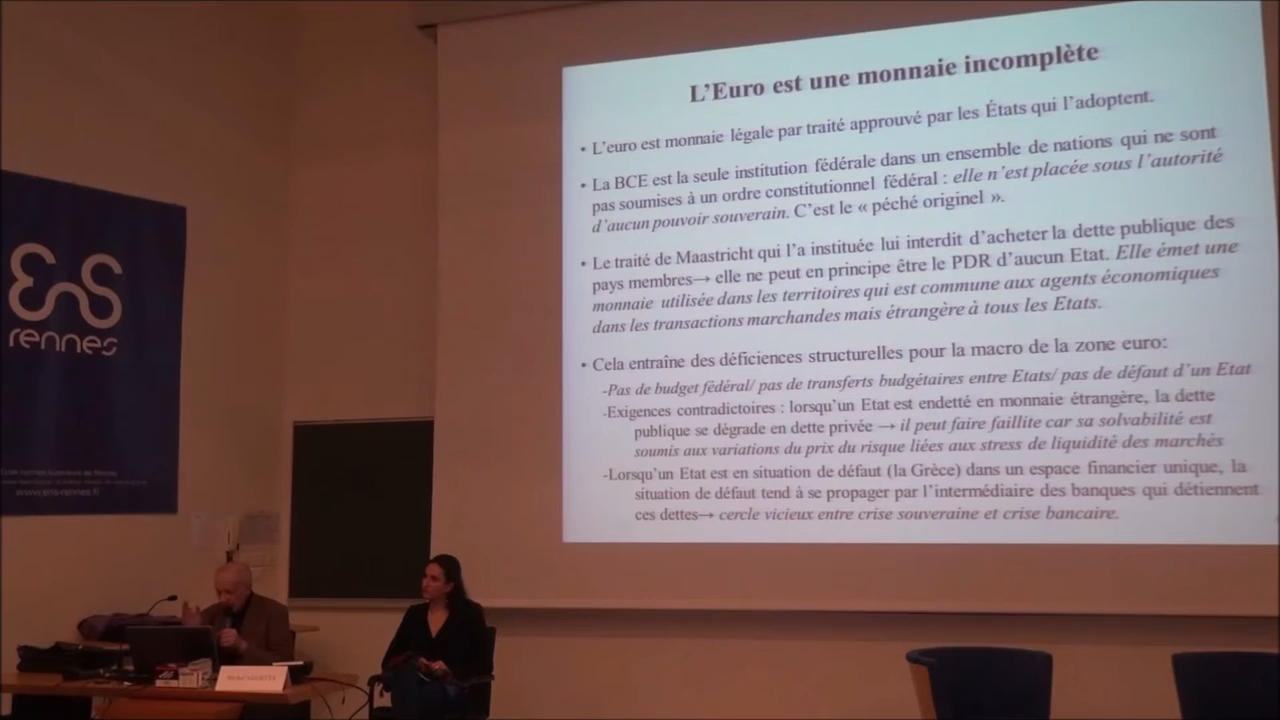 L'Euro est une monnaie incomplète
• L'euro est monnaie légale par traité approuvé par les États qui l'adoptent.
• La BCE est la seule institution fédérale dans un ensemble de nations qui ne sont
pas soumises à un ordre constitutionnel fédéral : elle n'est placée sous l'autorité
d'aucun pouvoir souverain. C'est le « péché originel ».
• Le traité de Maastricht qui l'a instituée lui interdit d'acheter la dette publique des
pays membres→ elle ne peut en principe être le PDR d'aucun Etat. Elle émet une
monnaie utilisée dans les territoires qui est commune aux agents économiques
dans les transactions marchandes mais étrangère à tous les Etats.
• Cela entraîne des déficiences structurelles pour la macro de la zone euro:
-Pas de budget fédéral/ pas de transferts budgétaires entre Etats/ pas de défaut d'un Etat
-Exigences contradictoires : lorsqu'un Etat est endetté en monnaie étrangère, la dette
publique se dégrade en dette privée → il peut faire faillite car sa solvabilité est
soumis aux variations du prix du risque liées aux stress de liquidité des marchés
-Lorsqu'un Etat est en situation de défaut (la Grèce) dans un espace financier unique, la
situation de défaut tend à se propager par l'intermédiaire des banques qui détiennent
ces dettes→ cercle vicieux entre crise souveraine et crise bancaire.
ENS
rennes
www.ens-rennes.fr